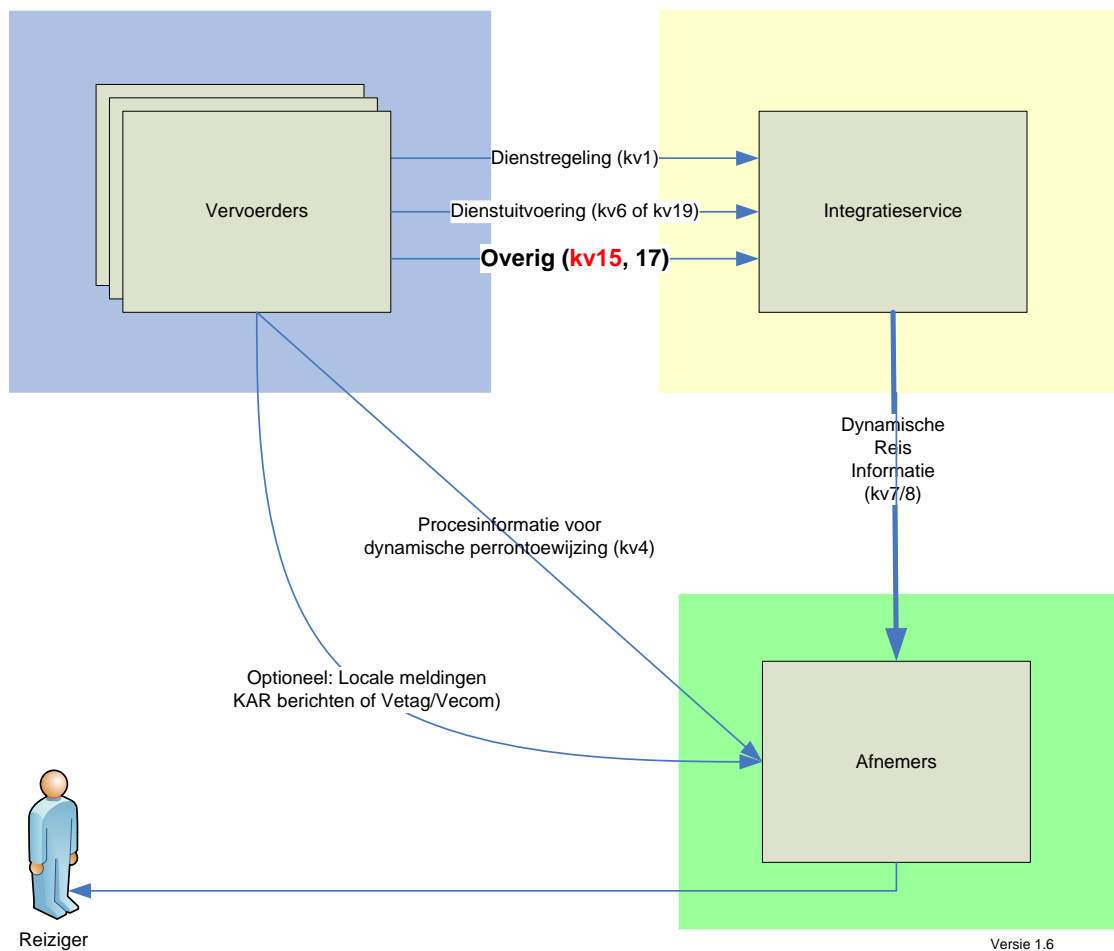 Vervoerders
Dienstregeling (kv1)
Dienstuitvoering (kv6 of kv19)
Overig (kv15, 17)
Integratieservice
Dynamische
Reis
Informatie
(kv7/8)
Procesinformatie voor
dynamische perrontoewijzing (kv4)
Optioneel: Locale meldingen
KAR berichten of Vetag/Vecom)
Afnemers
Reiziger
Versie 1.6